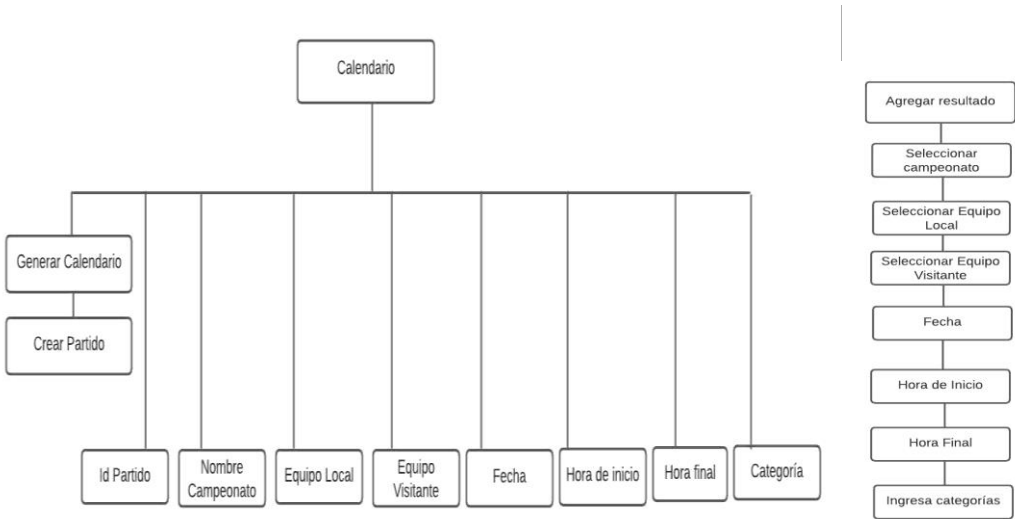 Calendario
Generar Calendario
Crear Partido
Id Partido
Nombre
Campeonato
Equipo Local
Equipo
Visitante
Fecha
Hora de inicio
Hora final
Categoría
Agregar resultado
Seleccionar
campeonato
Seleccionar Equipo
Local
Seleccionar Equipo
Visitante
Fecha
Hora de Inicio
Hora Final
Ingresa categorías